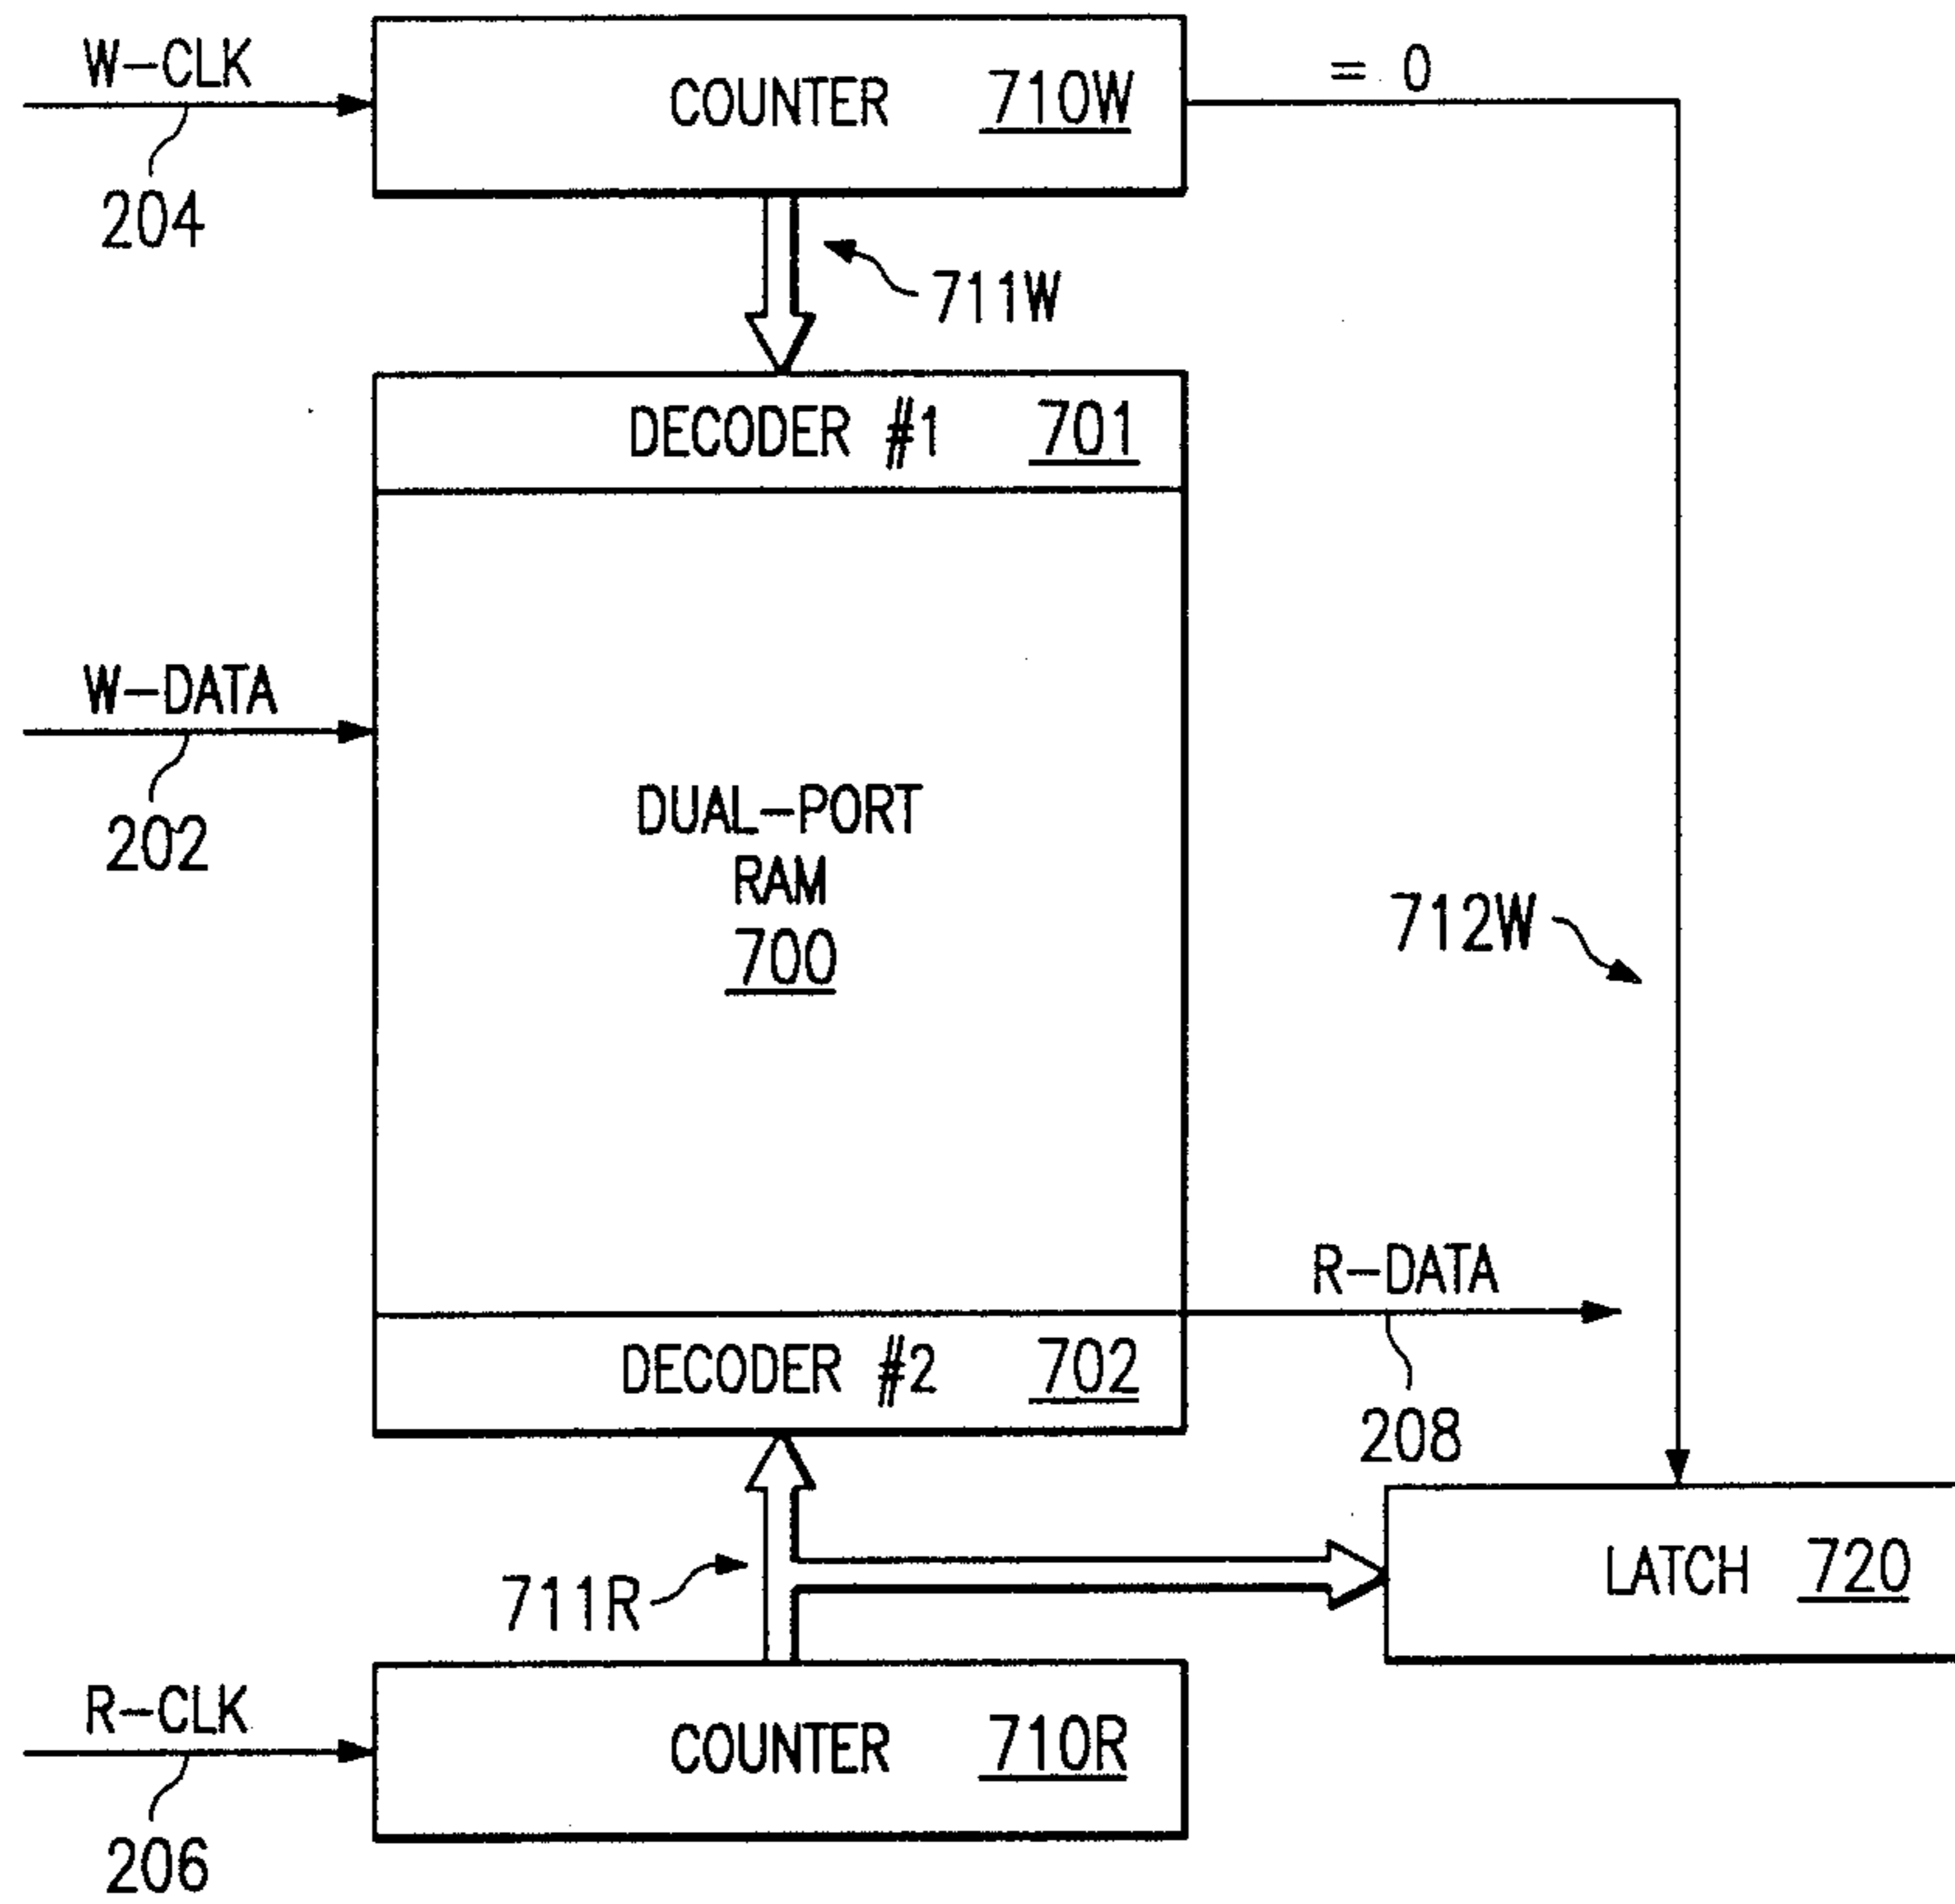 W-CLK
204
COUNTER 710W
= 0
711W
DECODER #1 701
W-DATA
202
DUAL-PORT
RAM
700
712W
R-DATA
208
DECODER #2 702
711R
LATCH 720
R-CLK
206
COUNTER 710R